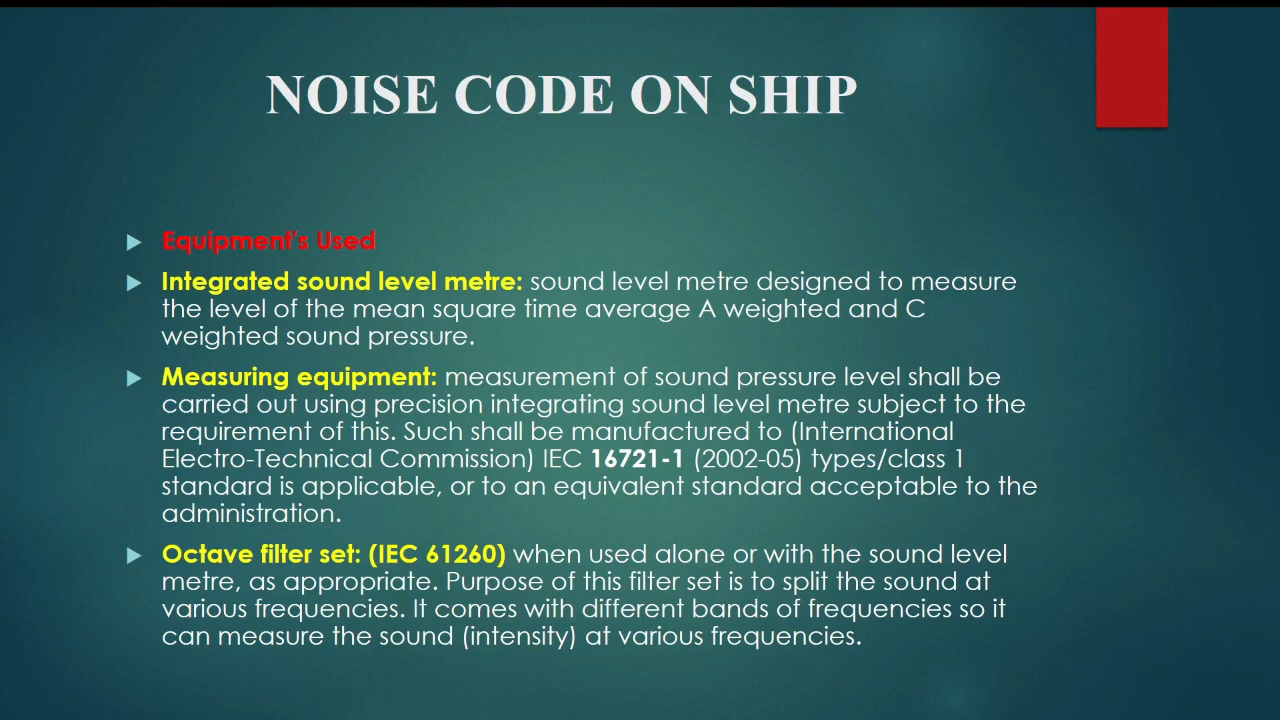 NOISE CODE ON SHIP
Equipment's Used
Integrated sound level metre: sound level metre designed to measure
the level of the mean square time average A weighted and C
weighted sound pressure.
Measuring equipment: measurement of sound pressure level shall be
carried out using precision integrating sound level metre subject to the
requirement of this. Such shall be manufactured to (International
Electro-Technical Commission) IEC 16721-1 (2002-05) types/class 1
standard is applicable, or to an equivalent standard acceptable to the
administration.
Octave filter set: (IEC 61260) when used alone or with the sound level
metre, as appropriate. Purpose of this filter set is to split the sound at
various frequencies. It comes with different bands of frequencies so it
can measure the sound (intensity) at various frequencies.